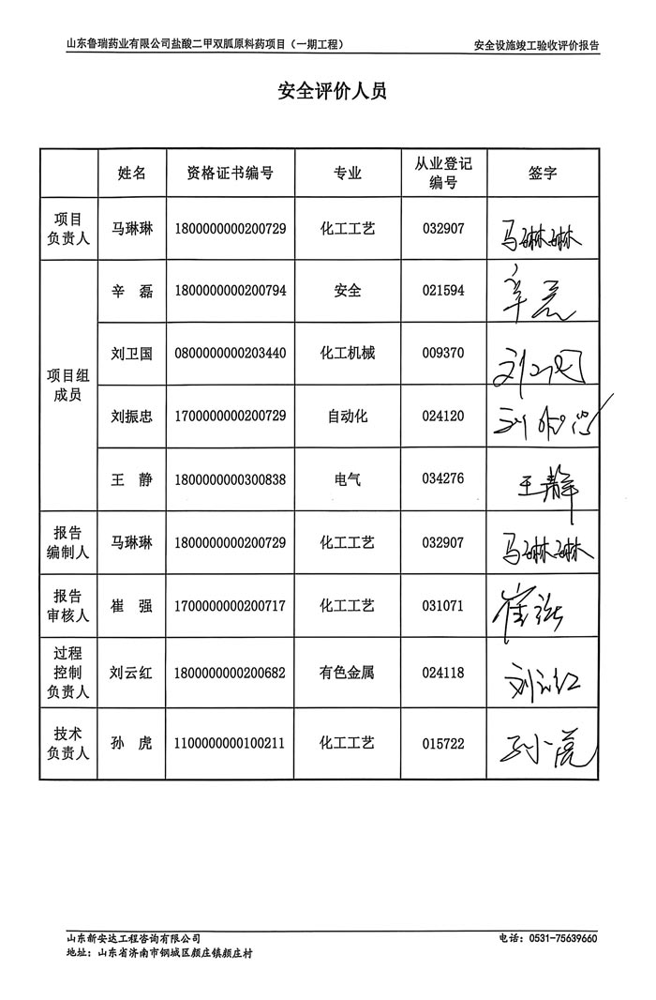 山东鲁瑞药业有限公司盐酸二甲双胍原料药项目（一期工程） 安全设施竣工验收评价报告
安全评价人员
姓名 资格证书编号 专业 从业登记编号 签字
项目负责人 马琳琳 1800000000200729 化工工艺 032907 马琳琳
项目组成员 辛 磊 1800000000200794 安全 021594 辛磊
刘卫国 0800000000203440 化工机械 009370 刘卫国
刘振忠 1700000000200729 自动化 024120 刘振忠
王 静 1800000000300838 电气 034276 王静
报告编制人 马琳琳 1800000000200729 化工工艺 032907 马琳琳
报告审核人 崔 强 1700000000200717 化工工艺 031071 崔强
过程控制负责人 刘云红 1800000000200682 有色金属 024118 刘云红
技术负责人 孙 虎 1100000000100211 化工工艺 015722 孙虎
山东新安达工程咨询有限公司 电话：0531-75639660
地址：山东省济南市钢城区颜庄镇颜庄村